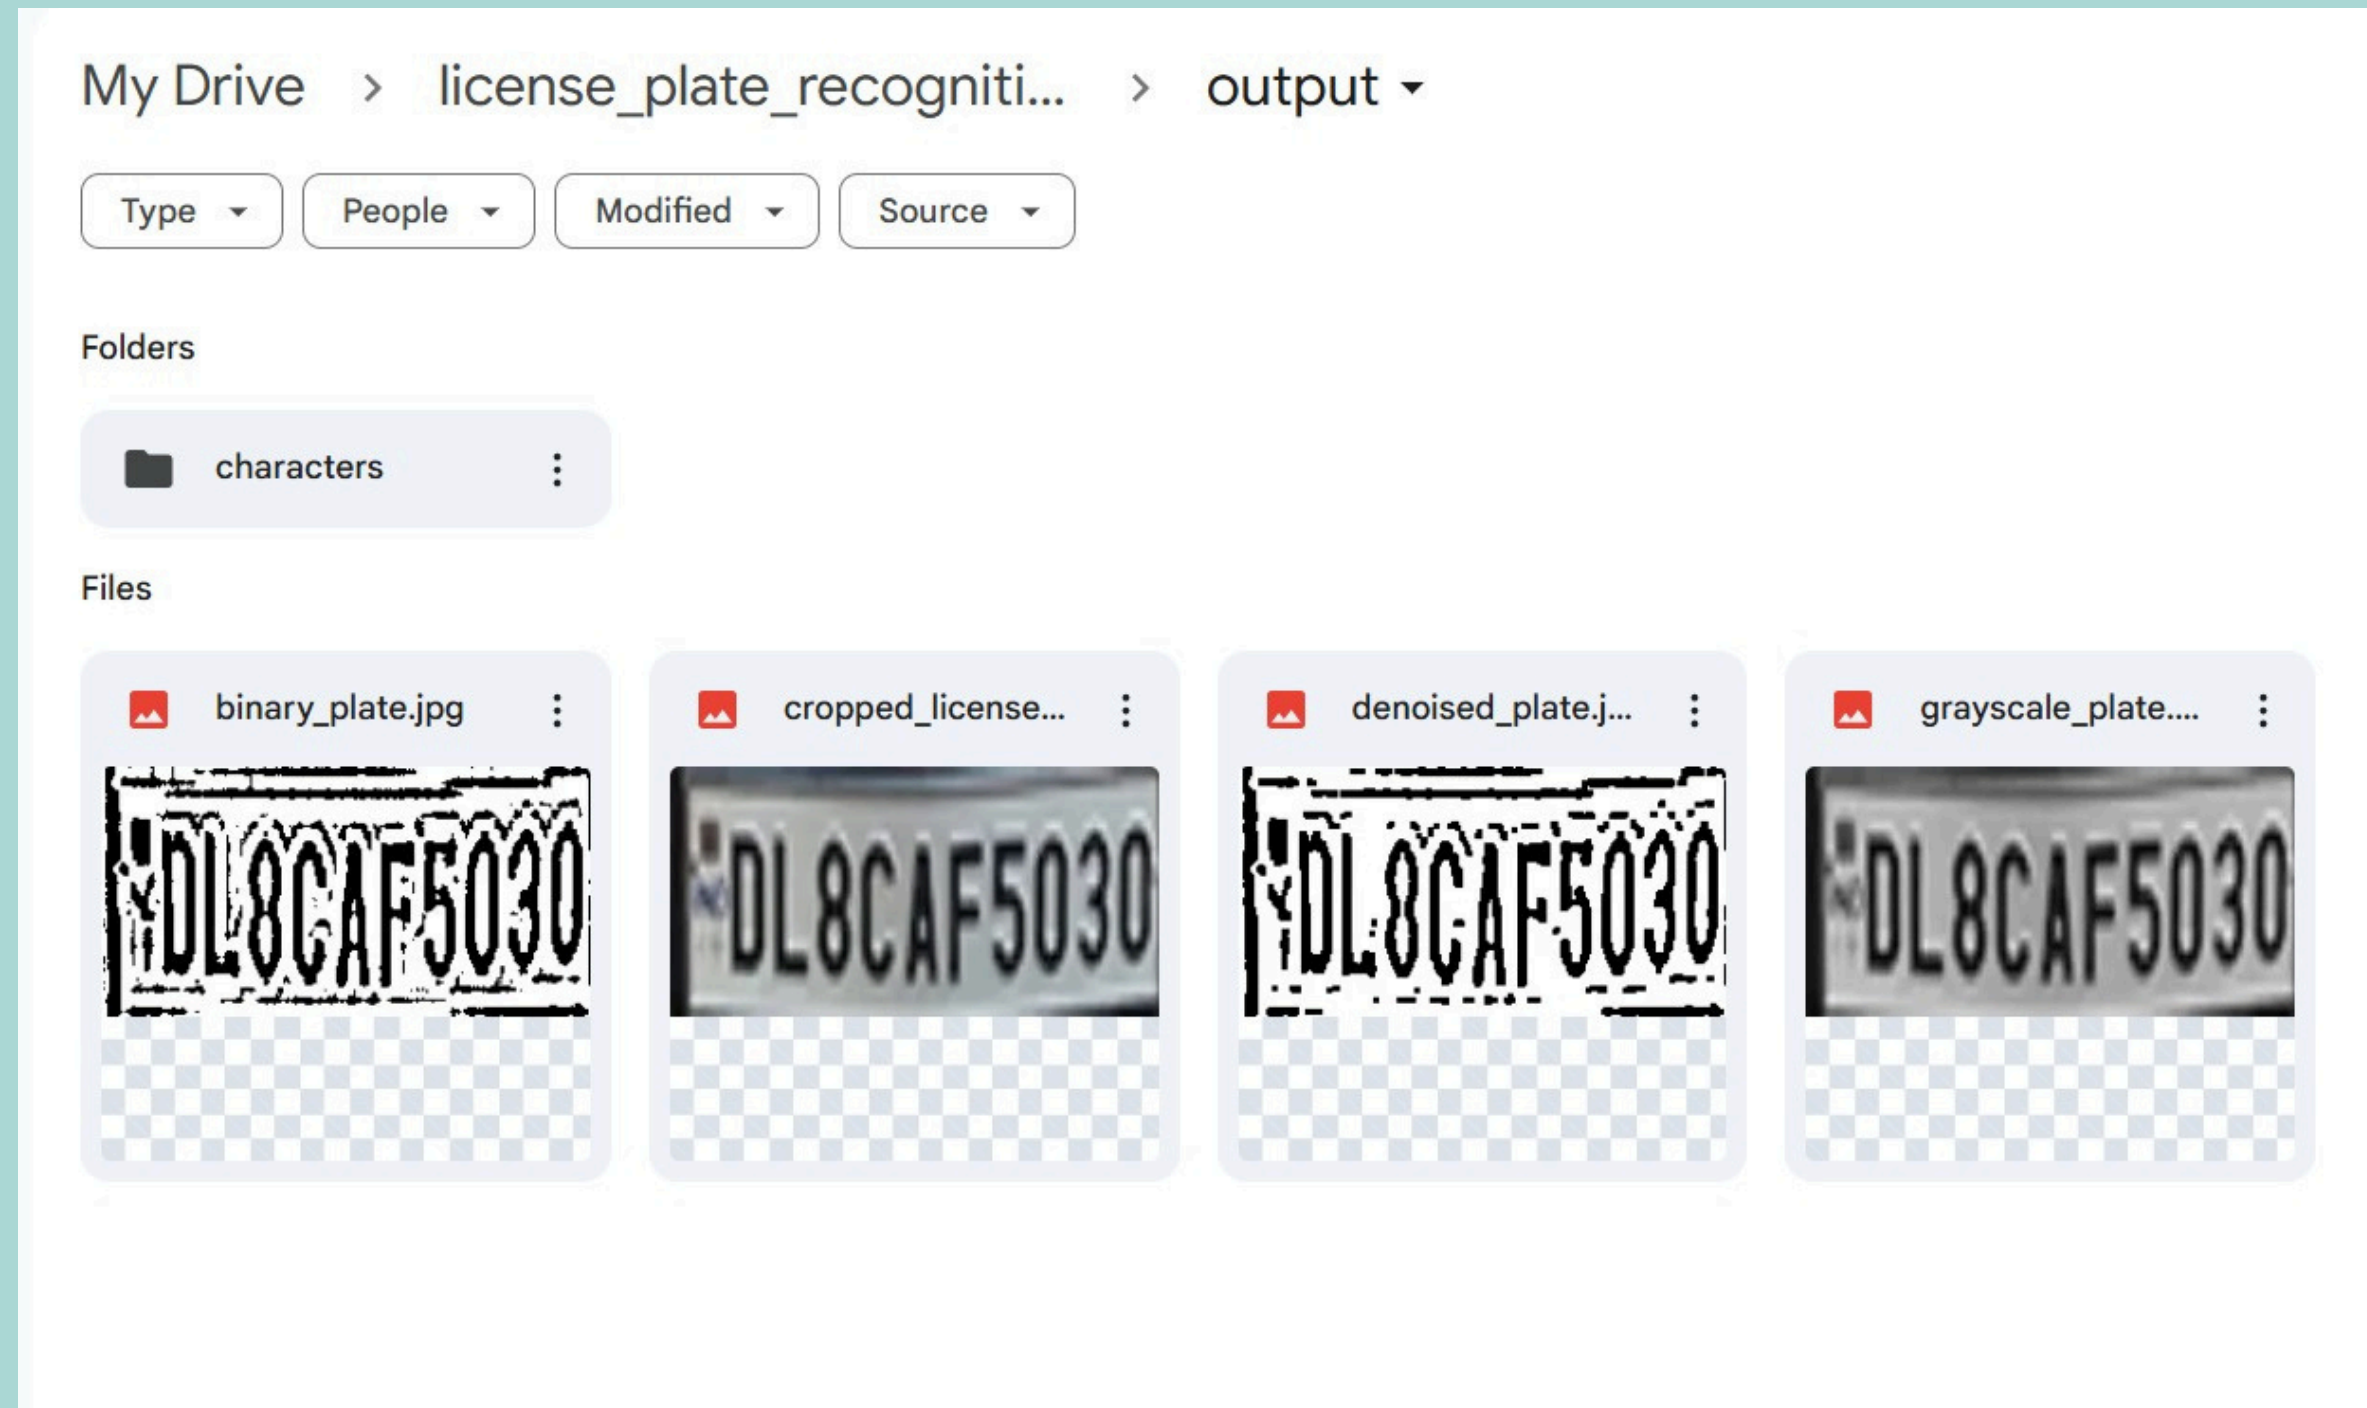 My Drive > license_plate_recogniti... > output
Type People Modified Source
Folders
characters
Files
binary_plate.jpg cropped_license... denoised_plate.j... grayscale_plate....
DL8CAF5030 DL8CAF5030 DL8CAF5030 DL8CAF5030